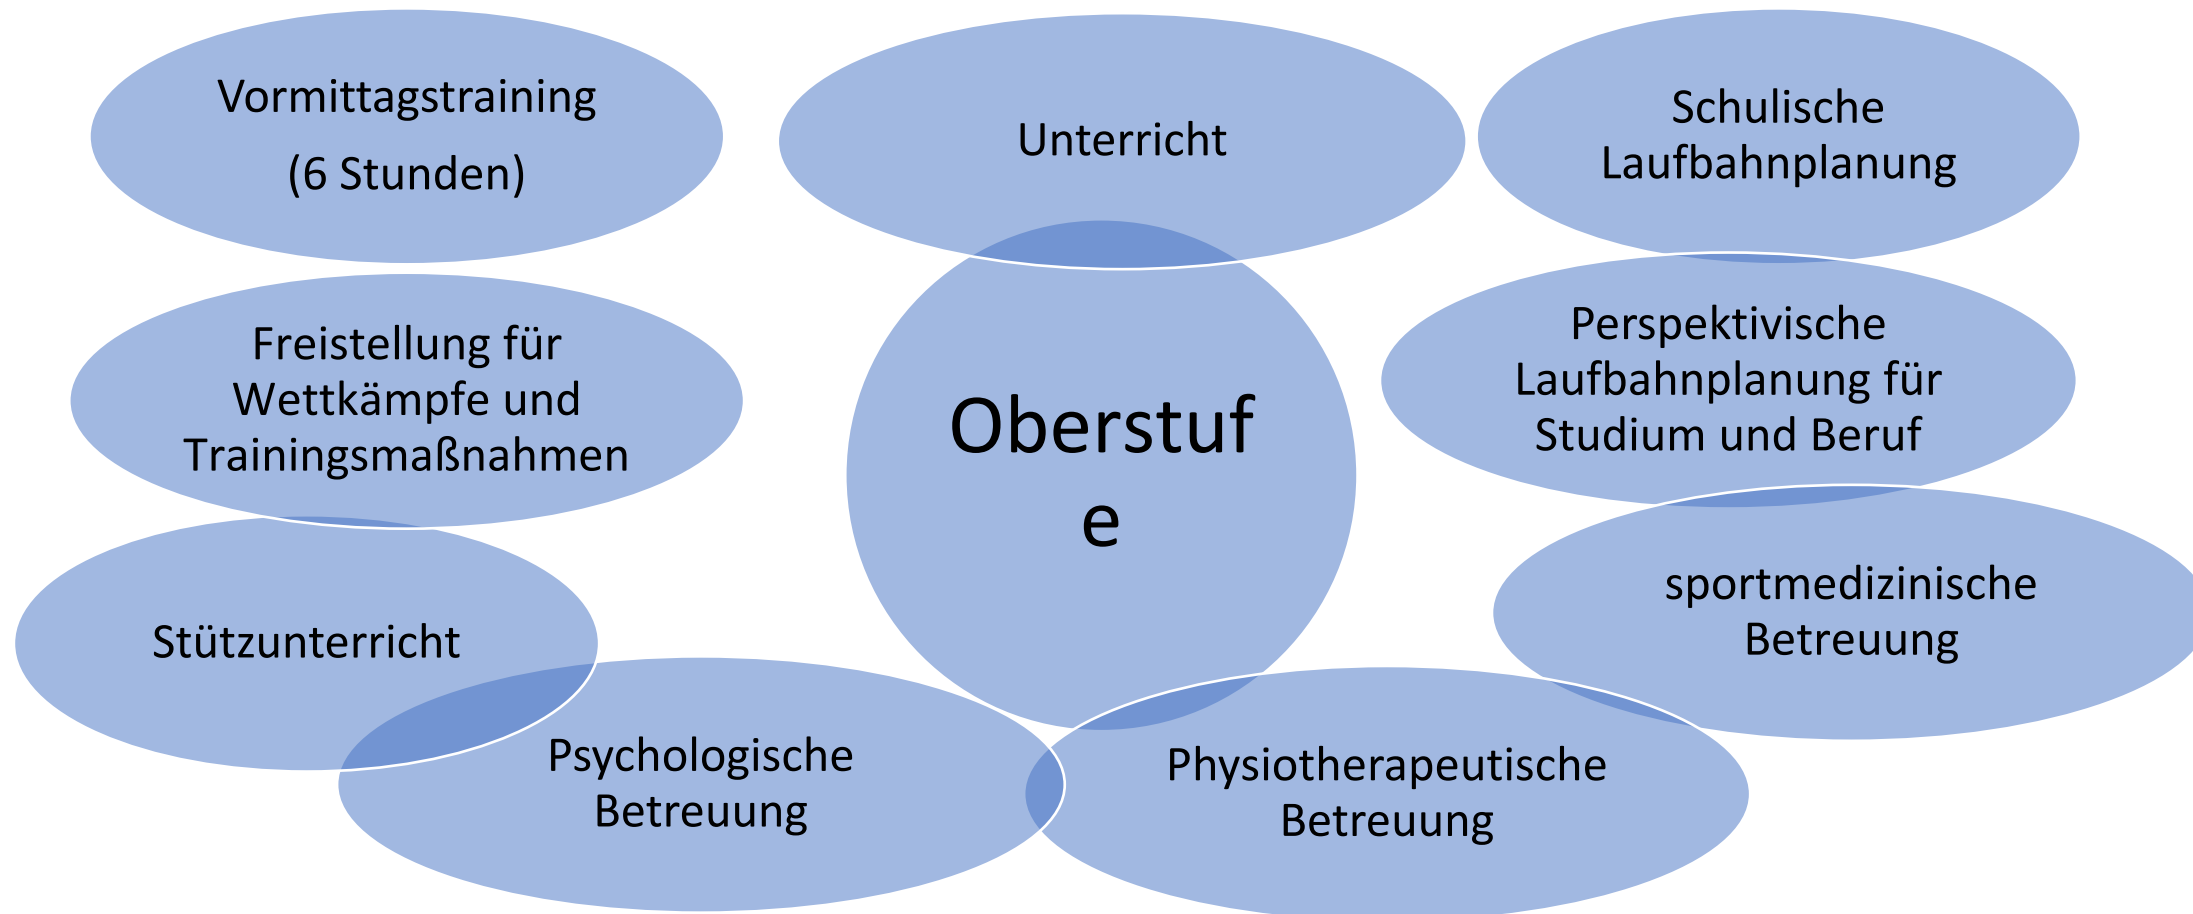 Vormittagstraining
(6 Stunden)
Unterricht
Schulische
Laufbahnplanung
Freistellung für
Wettkämpfe und
Trainingsmaßnahmen
Oberstuf
e
Perspektivische
Laufbahnplanung für
Studium und Beruf
Stützunterricht
sportmedizinische
Betreuung
Psychologische
Betreuung
Physiotherapeutische
Betreuung